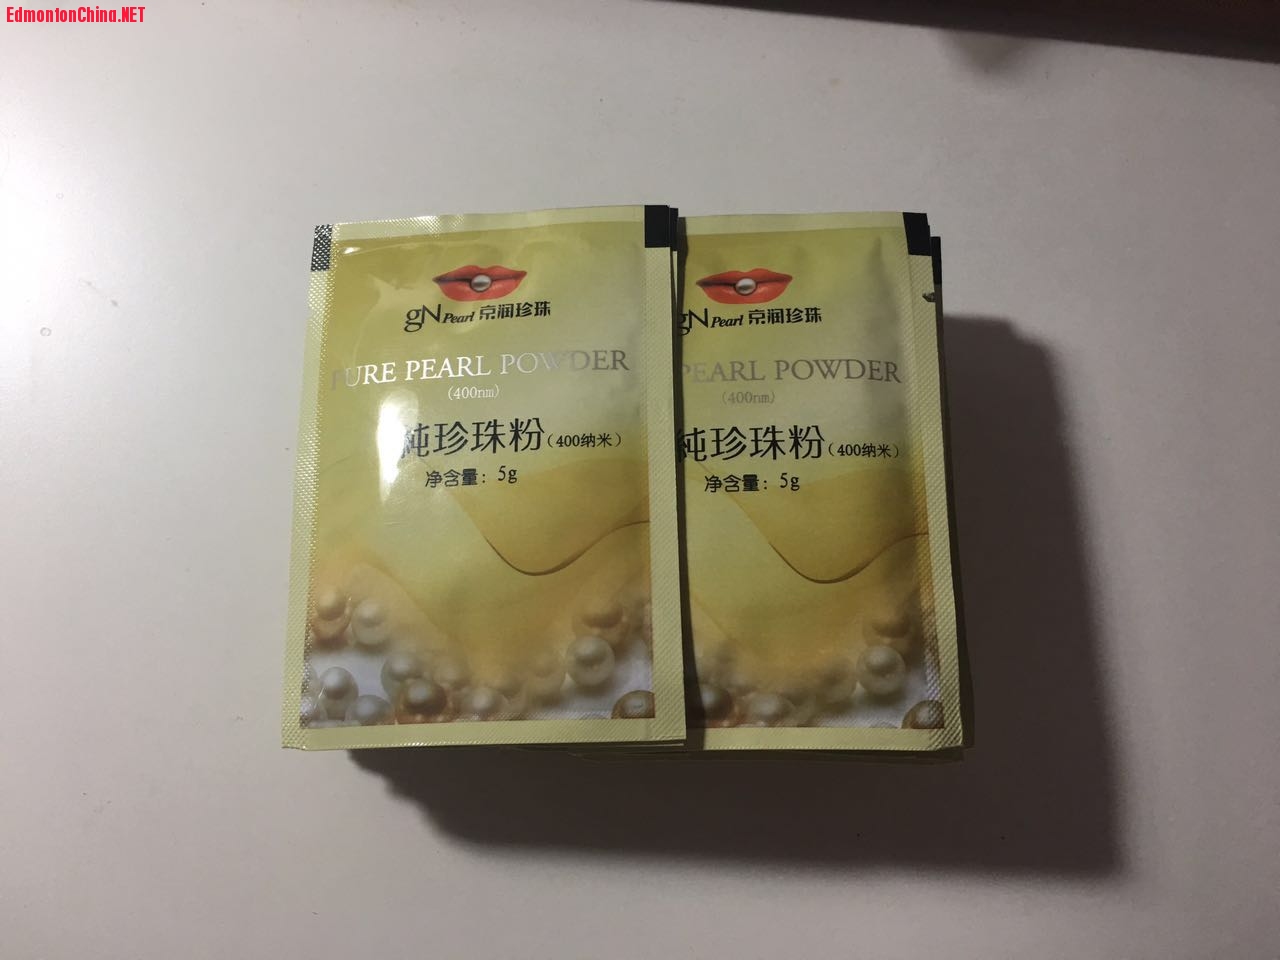 EdmontonChina.NET
gN Pearl 京润珍珠
PURE PEARL POWDER
(400nm)
純珍珠粉(400纳米)
净含量:5g
gN Pearl 京润珍珠
PEARL POWDER
(400nm)
純珍珠粉(400纳米)
净含量:5g